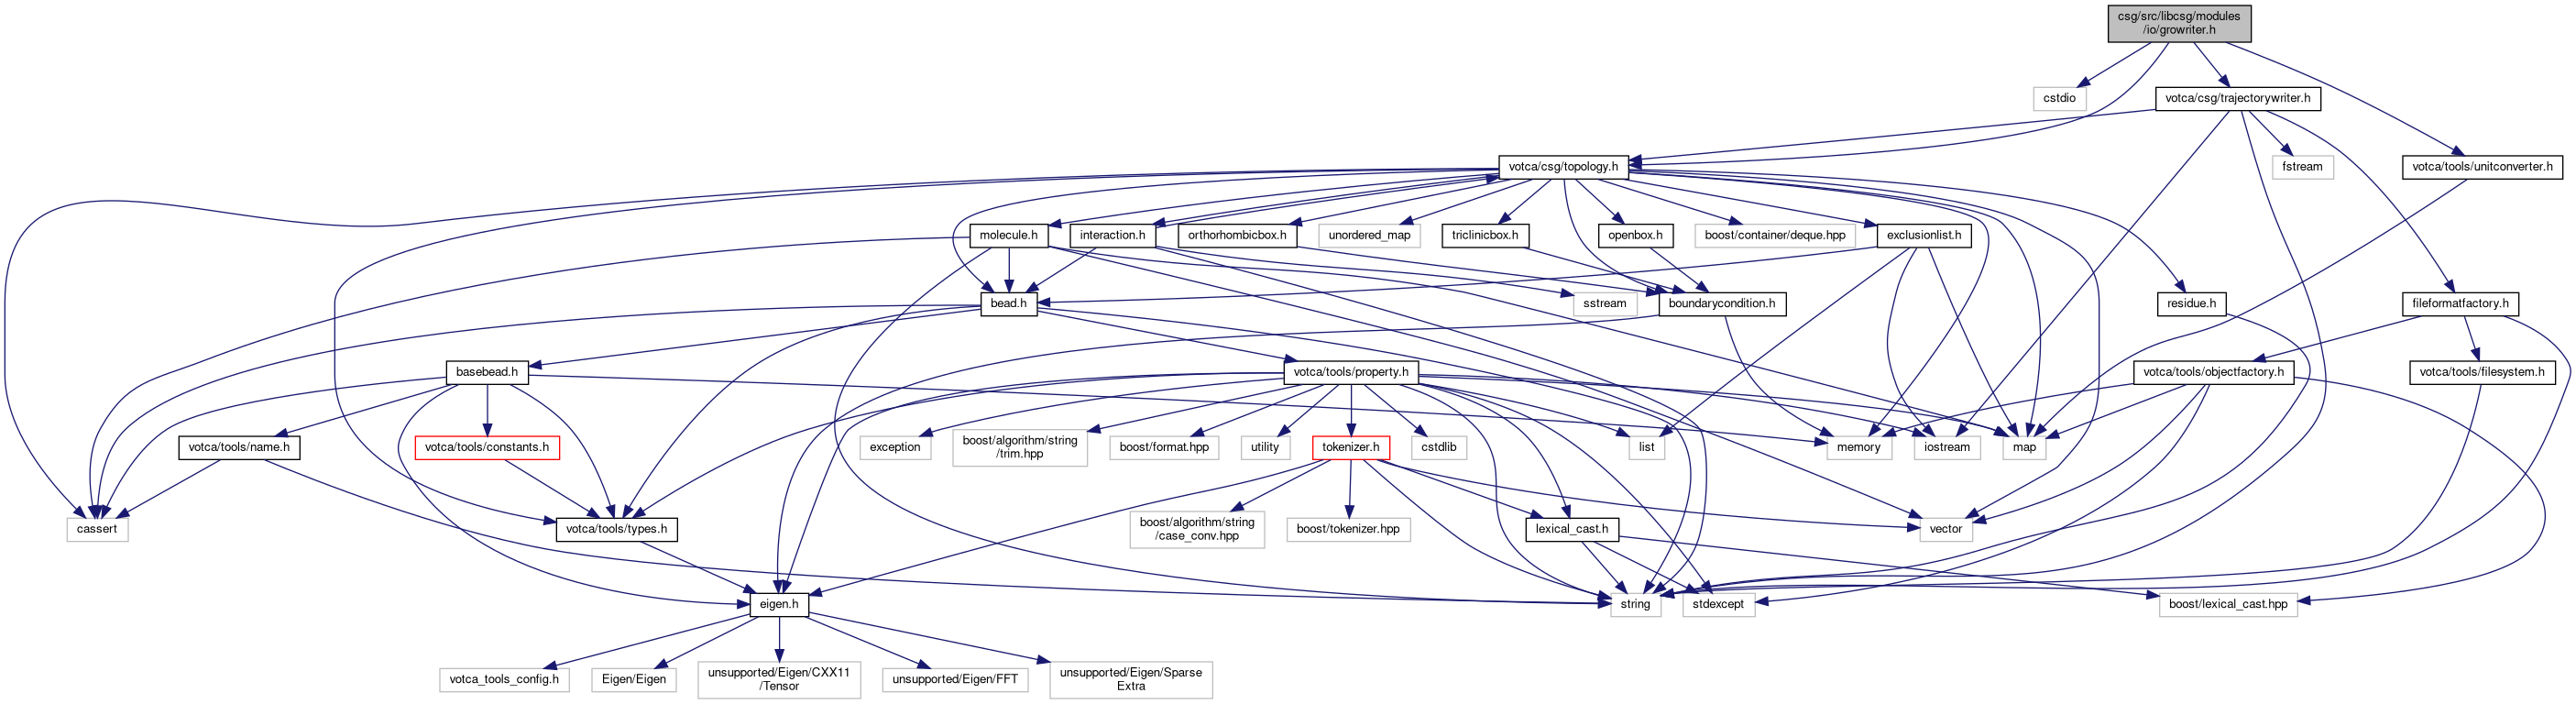 csg/src/libcsg/modules
/io/growriter.h
cstdio
votca/csg/trajectorywriter.h
votca/csg/topology.h
fstream
votca/tools/unitconverter.h
molecule.h
interaction.h
orthorhombicbox.h
unordered_map
triclinicbox.h
openbox.h
boost/container/deque.hpp
exclusionlist.h
bead.h
sstream
boundarycondition.h
residue.h
fileformatfactory.h
basebead.h
votca/tools/property.h
votca/tools/objectfactory.h
votca/tools/filesystem.h
votca/tools/name.h
votca/tools/constants.h
exception
boost/algorithm/string
/trim.hpp
boost/format.hpp
utility
tokenizer.h
cstdlib
list
memory
iostream
map
cassert
votca/tools/types.h
boost/algorithm/string
/case_conv.hpp
boost/tokenizer.hpp
lexical_cast.h
vector
eigen.h
string
stdexcept
boost/lexical_cast.hpp
votca_tools_config.h
Eigen/Eigen
unsupported/Eigen/CXX11
/Tensor
unsupported/Eigen/FFT
unsupported/Eigen/Sparse
Extra